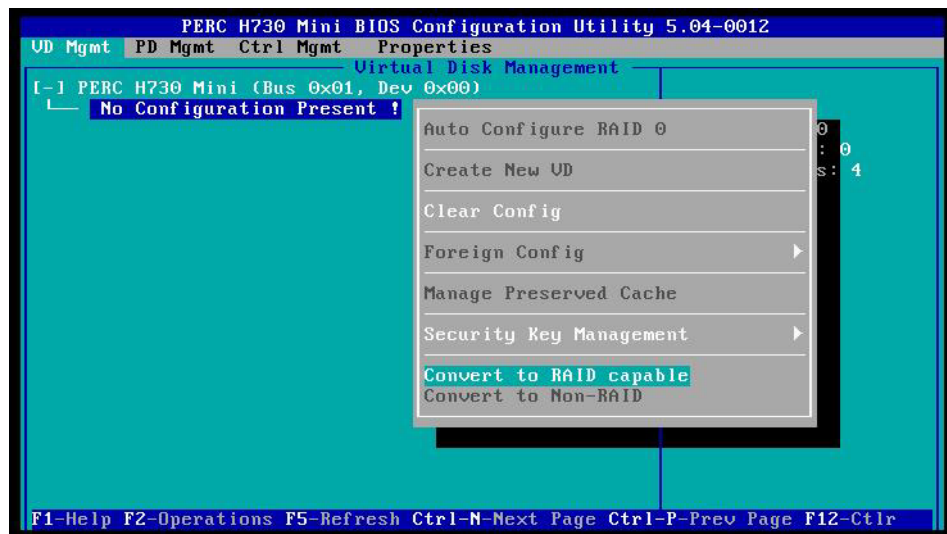 PERC H730 Mini BIOS Configuration Utility 5.04-0012
VD Mgmt PD Mgmt Ctrl Mgmt Properties
Virtual Disk Management
[-] PERC H730 Mini (Bus 0x01, Dev 0x00)
No Configuration Present !
Auto Configure RAID 0
0
: 0
Create New VD
s: 4
Clear Config
Foreign Config
Manage Preserved Cache
Security Key Management
Convert to RAID capable
Convert to Non-RAID
F1-Help F2-Operations F5-Refresh Ctrl-N-Next Page Ctrl-P-Prev Page F12-Ctlr